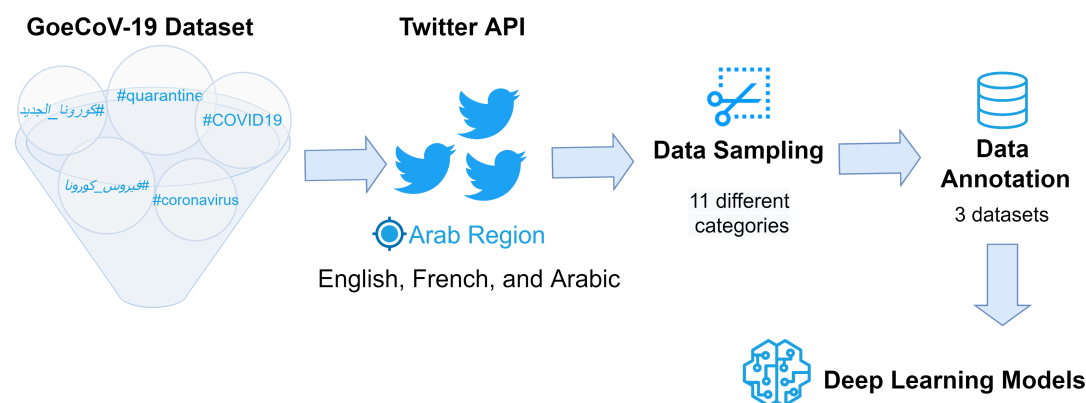 GoeCoV-19 Dataset
#كورونا_الجديد
#quarantine
#COVID19
#فيروس_كورونا
#coronavirus
Twitter API
Arab Region
English, French, and Arabic
Data Sampling
11 different
categories
Data
Annotation
3 datasets
Deep Learning Models